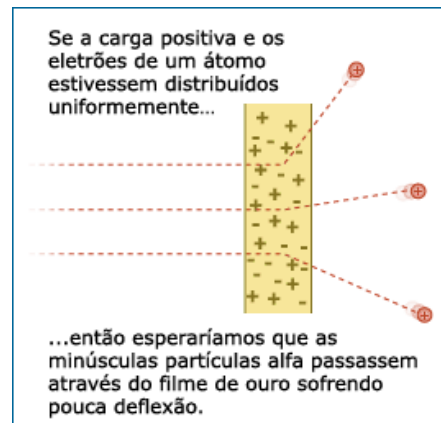 Se a carga positiva e os
eletrões de um átomo
estivessem distribuídos
uniformemente...
...então esperaríamos que as
minúsculas partículas alfa passassem
através do filme de ouro sofrendo
pouca deflexão.